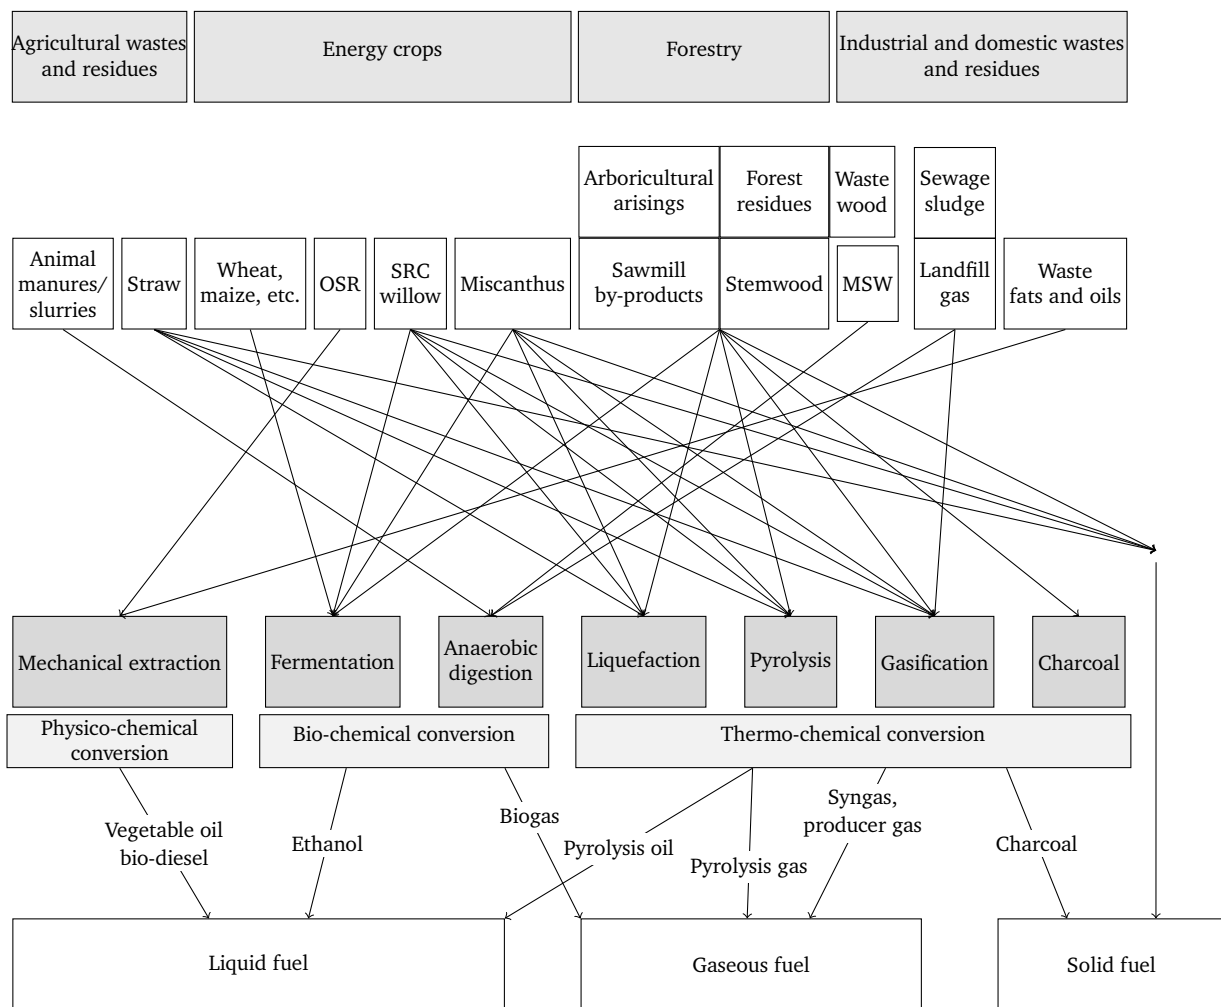 Agricultural wastes
and residues
Energy crops
Forestry
Industrial and domestic wastes
and residues
Arboricultural
arisings
Forest
residues
Waste
wood
Sewage
sludge
Animal
manures/
slurries
Straw
Wheat,
maize, etc.
OSR
SRC
willow
Miscanthus
Sawmill
by-products
Stemwood
MSW
Landfill
gas
Waste
fats and oils
Mechanical extraction
Fermentation
Anaerobic
digestion
Liquefaction
Pyrolysis
Gasification
Charcoal
Physico-chemical
conversion
Bio-chemical conversion
Thermo-chemical conversion
Vegetable oil
bio-diesel
Ethanol
Biogas
Pyrolysis oil
Pyrolysis gas
Syngas,
producer gas
Charcoal
Liquid fuel
Gaseous fuel
Solid fuel